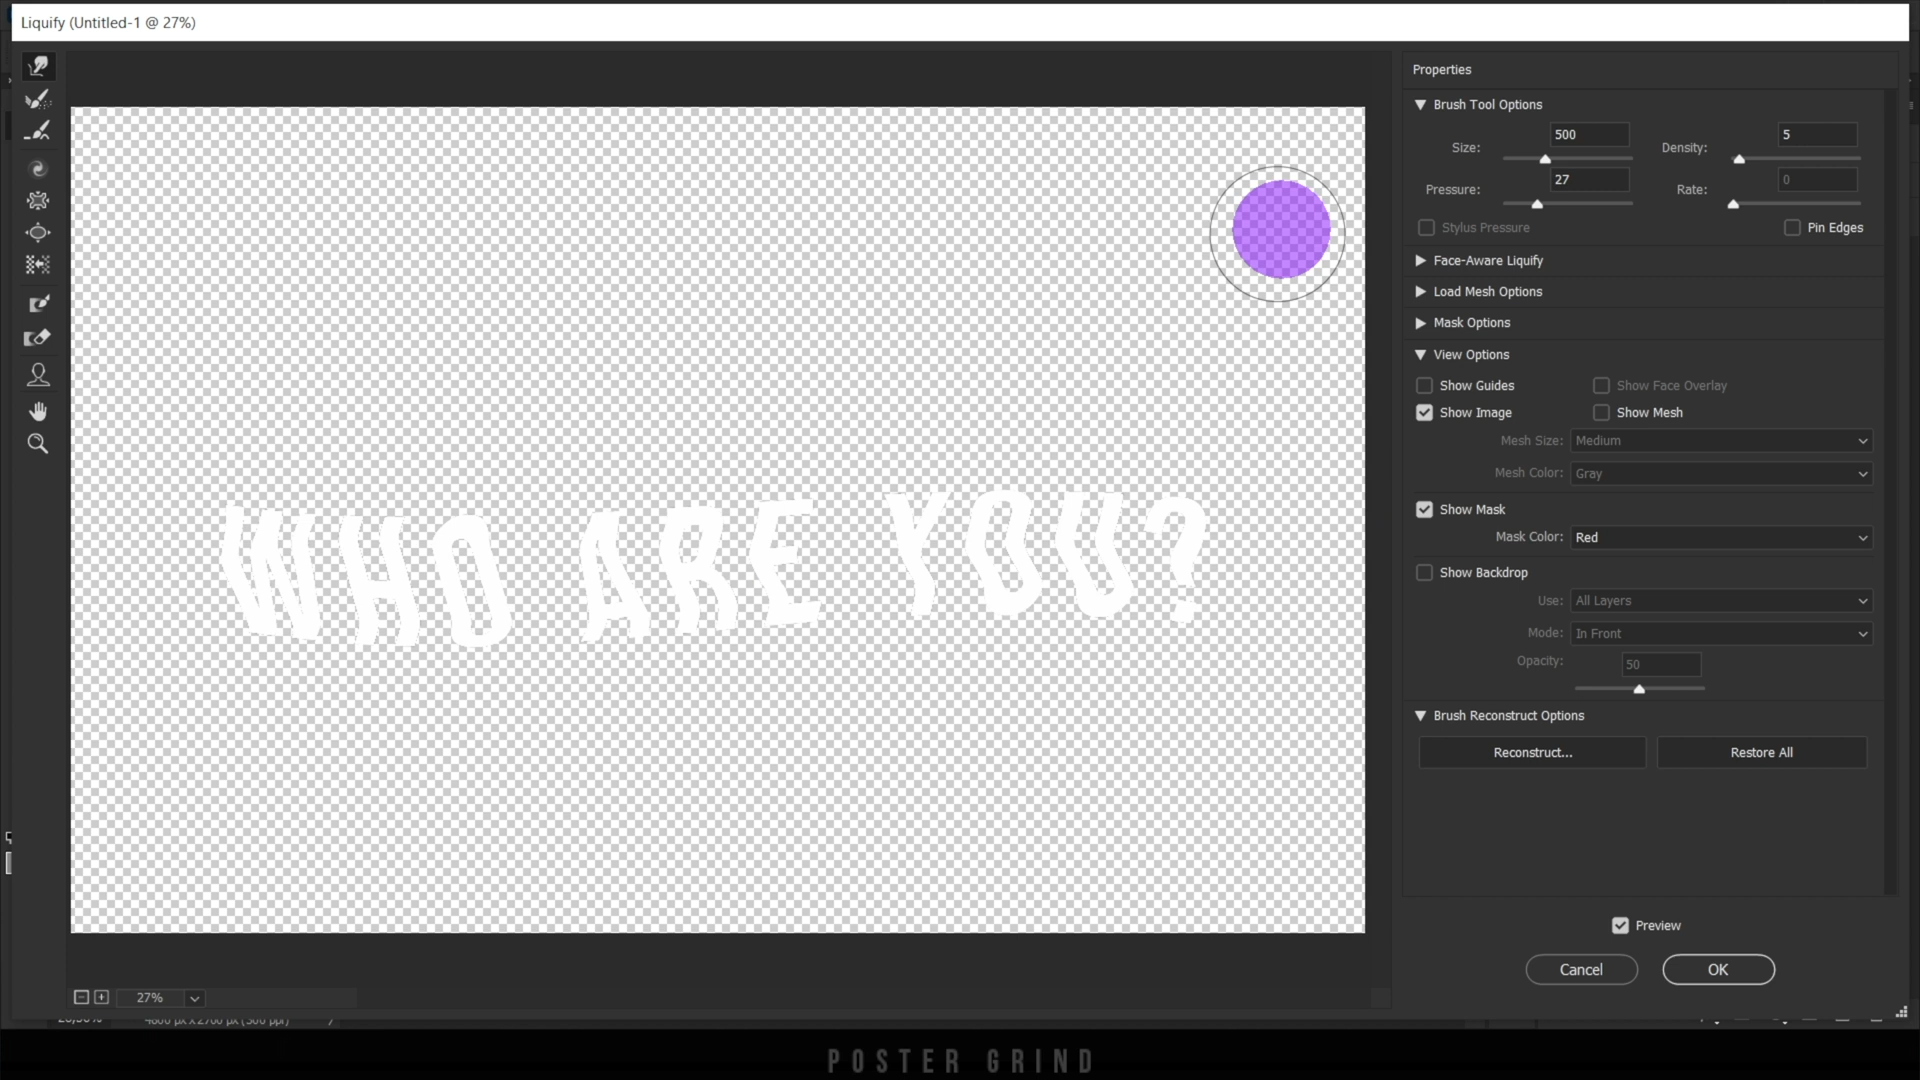 Liquify (Untitled-1 @ 27%)
Properties
Brush Tool Options
Size: 500 Density: 5
Pressure: 27 Rate: 0
Stylus Pressure Pin Edges
Face-Aware Liquify
Load Mesh Options
Mask Options
View Options
Show Guides Show Face Overlay
Show Image Show Mesh
Mesh Size: Medium
Mesh Color: Gray
Show Mask
Mask Color: Red
Show Backdrop
Use: All Layers
Mode: In Front
Opacity: 50
Brush Reconstruct Options
Reconstruct... Restore All
WHO ARE YOU?
Preview
Cancel OK
27%
POSTER GRIND